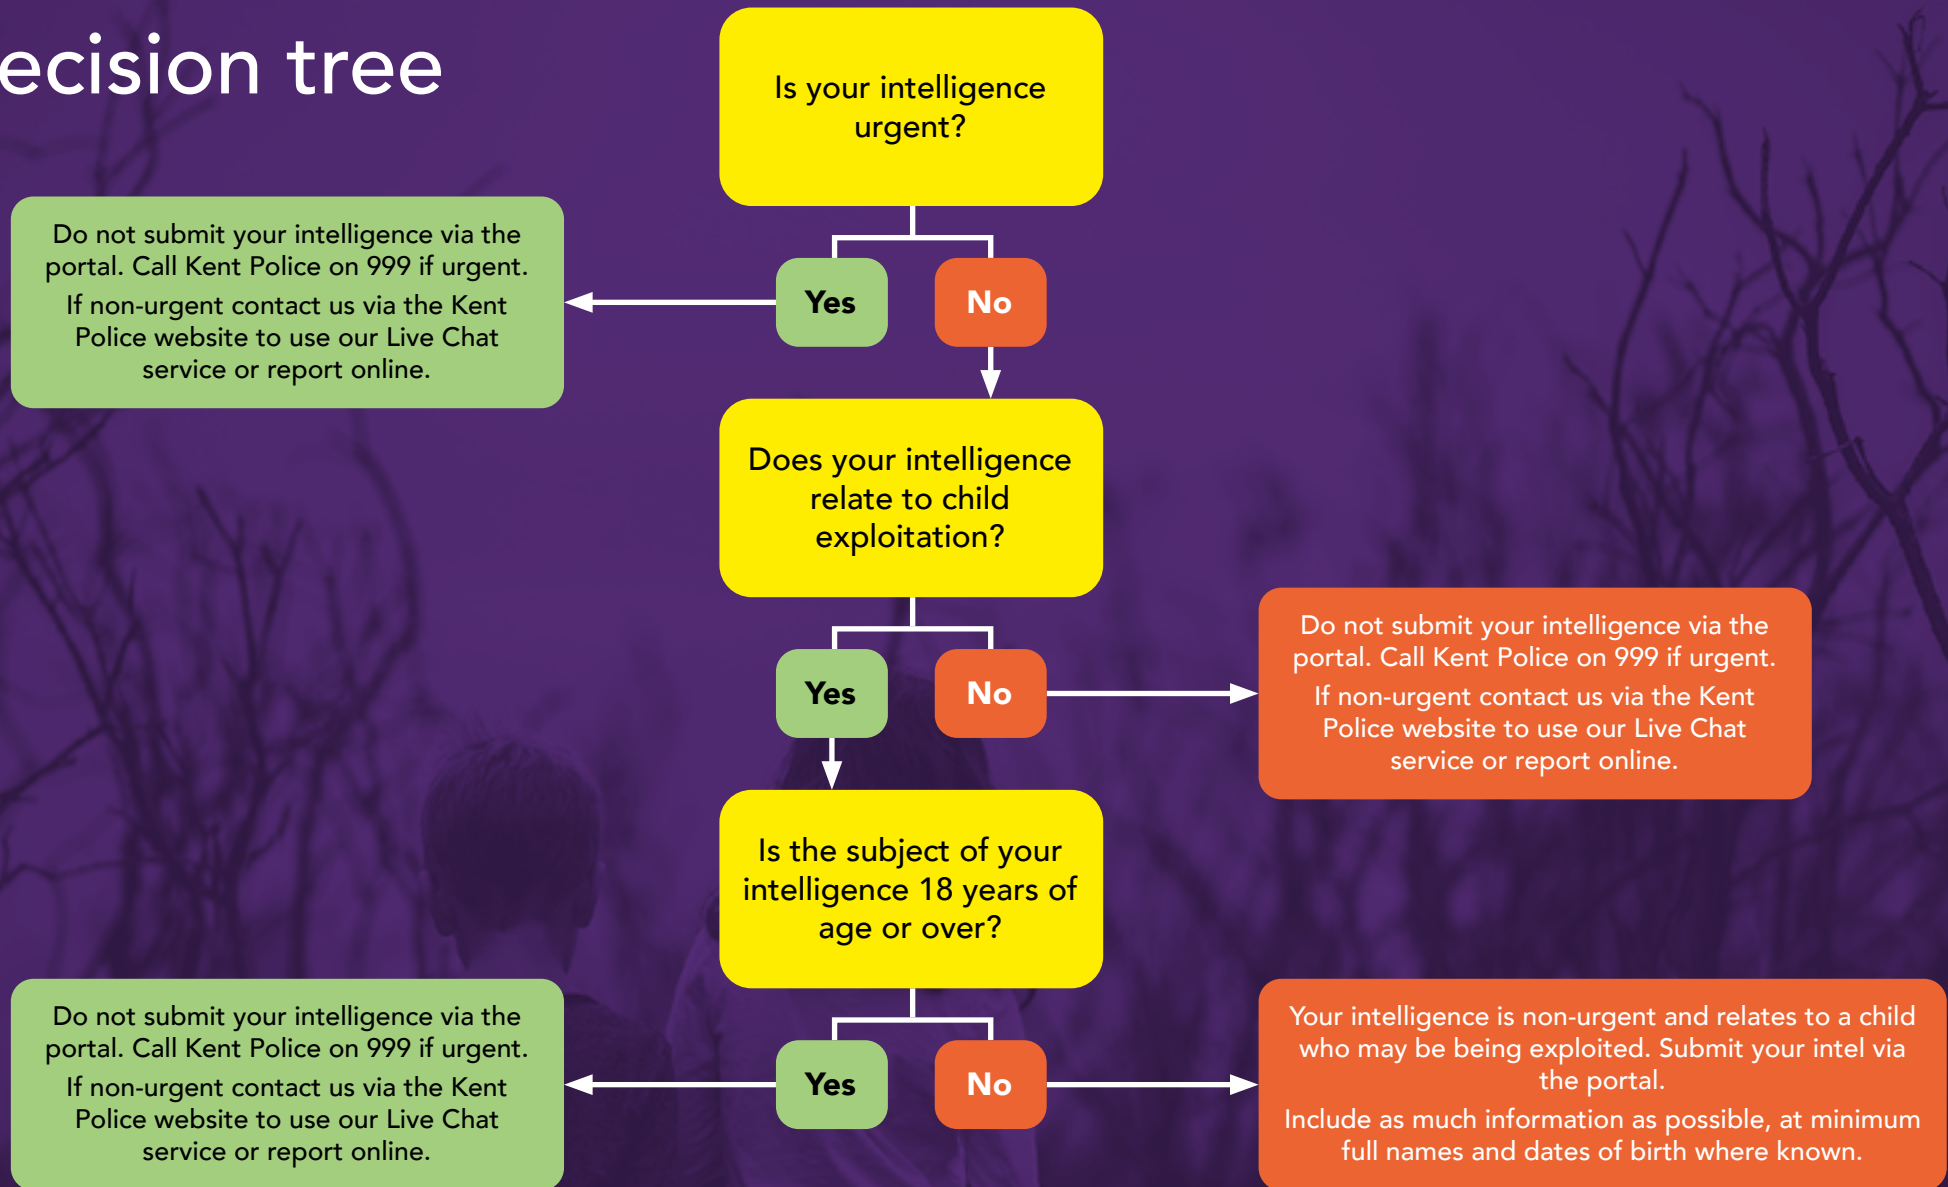 ecision tree
Is your intelligence
urgent?
Do not submit your intelligence via the
portal. Call Kent Police on 999 if urgent.
If non-urgent contact us via the Kent
Police website to use our Live Chat
service or report online.
Yes
No
Does your intelligence
relate to child
exploitation?
Yes
No
Do not submit your intelligence via the
portal. Call Kent Police on 999 if urgent.
If non-urgent contact us via the Kent
Police website to use our Live Chat
service or report online.
Is the subject of your
intelligence 18 years of
age or over?
Do not submit your intelligence via the
portal. Call Kent Police on 999 if urgent.
If non-urgent contact us via the Kent
Police website to use our Live Chat
service or report online.
Yes
No
Your intelligence is non-urgent and relates to a child
who may be being exploited. Submit your intel via
the portal.
Include as much information as possible, at minimum
full names and dates of birth where known.